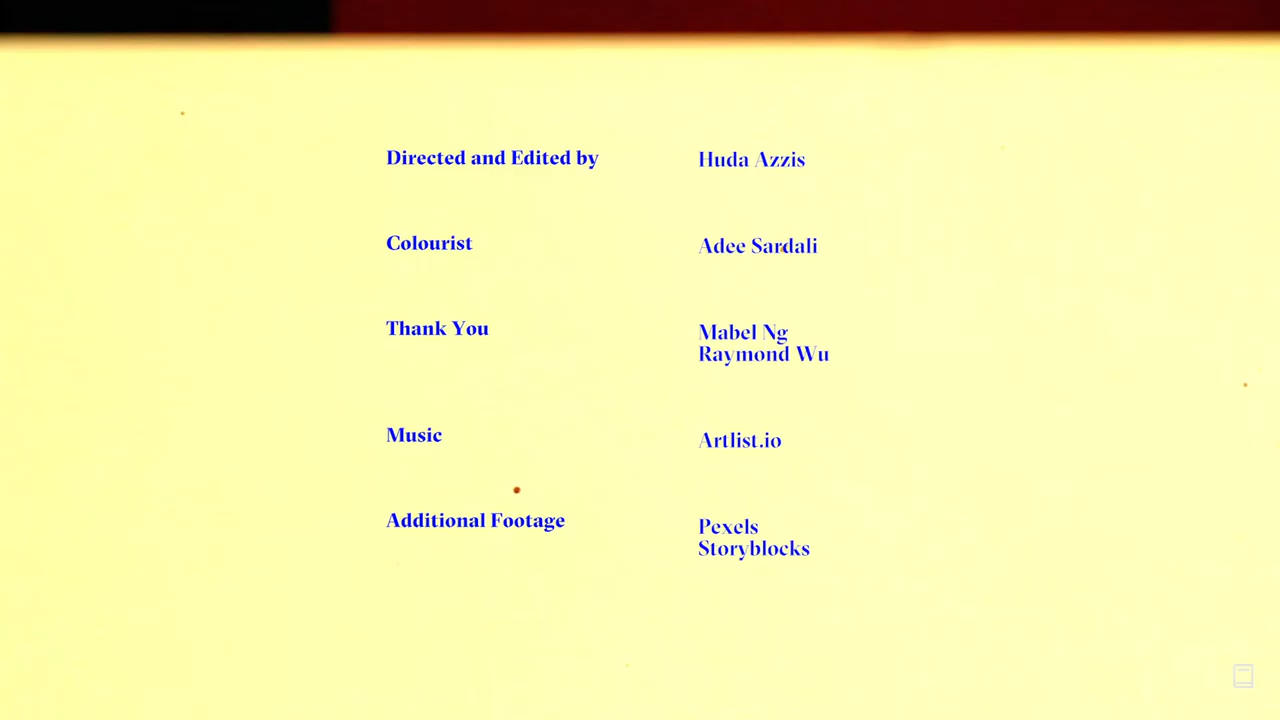 Directed and Edited by
Huda Azzis
Colourist
Adee Sardali
Thank You
Mabel Ng
Raymond Wu
Music
Artlist.io
Additional Footage
Pexels
Storyblocks